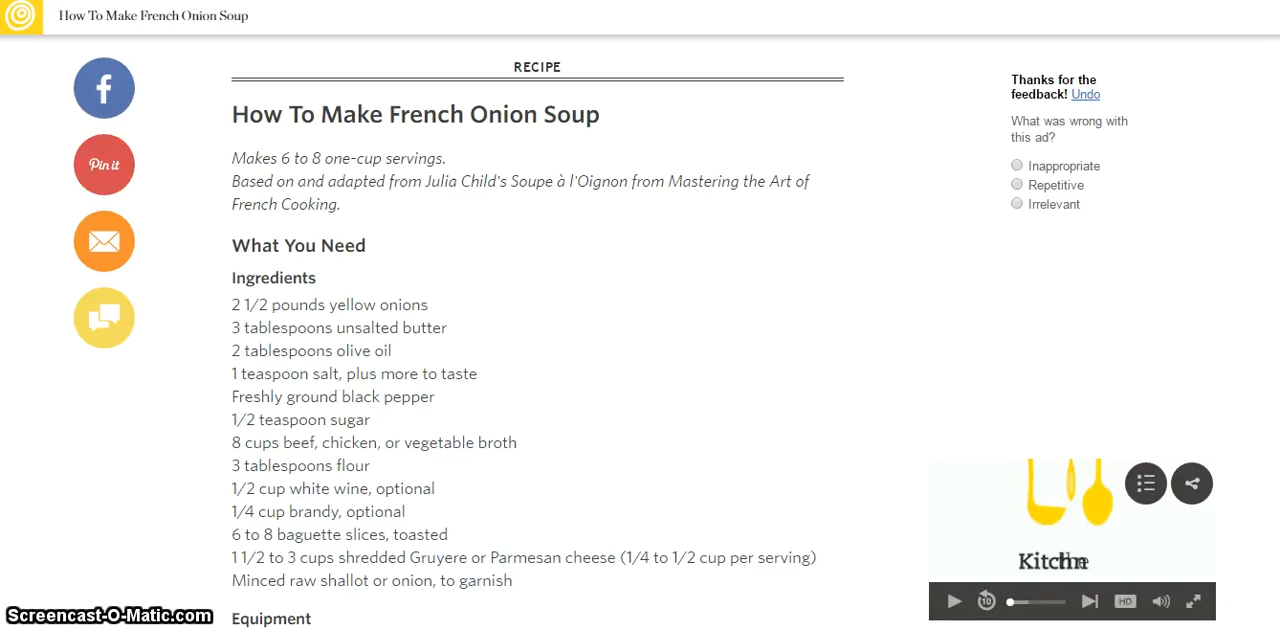 How To Make French Onion Soup
RECIPE
How To Make French Onion Soup
Makes 6 to 8 one-cup servings.
Based on and adapted from Julia Child's Soupe à l'Oignon from Mastering the Art of
French Cooking.
What You Need
Ingredients
2 1/2 pounds yellow onions
3 tablespoons unsalted butter
2 tablespoons olive oil
1 teaspoon salt, plus more to taste
Freshly ground black pepper
1/2 teaspoon sugar
8 cups beef, chicken, or vegetable broth
3 tablespoons flour
1/2 cup white wine, optional
1/4 cup brandy, optional
6 to 8 baguette slices, toasted
1 1/2 to 3 cups shredded Gruyere or Parmesan cheese (1/4 to 1/2 cup per serving)
Minced raw shallot or onion, to garnish
Equipment
Pin it
Thanks for the
feedback! Undo
What was wrong with
this ad?
Inappropriate
Repetitive
Irrelevant
10
HD
Screencast-O-Matic.com